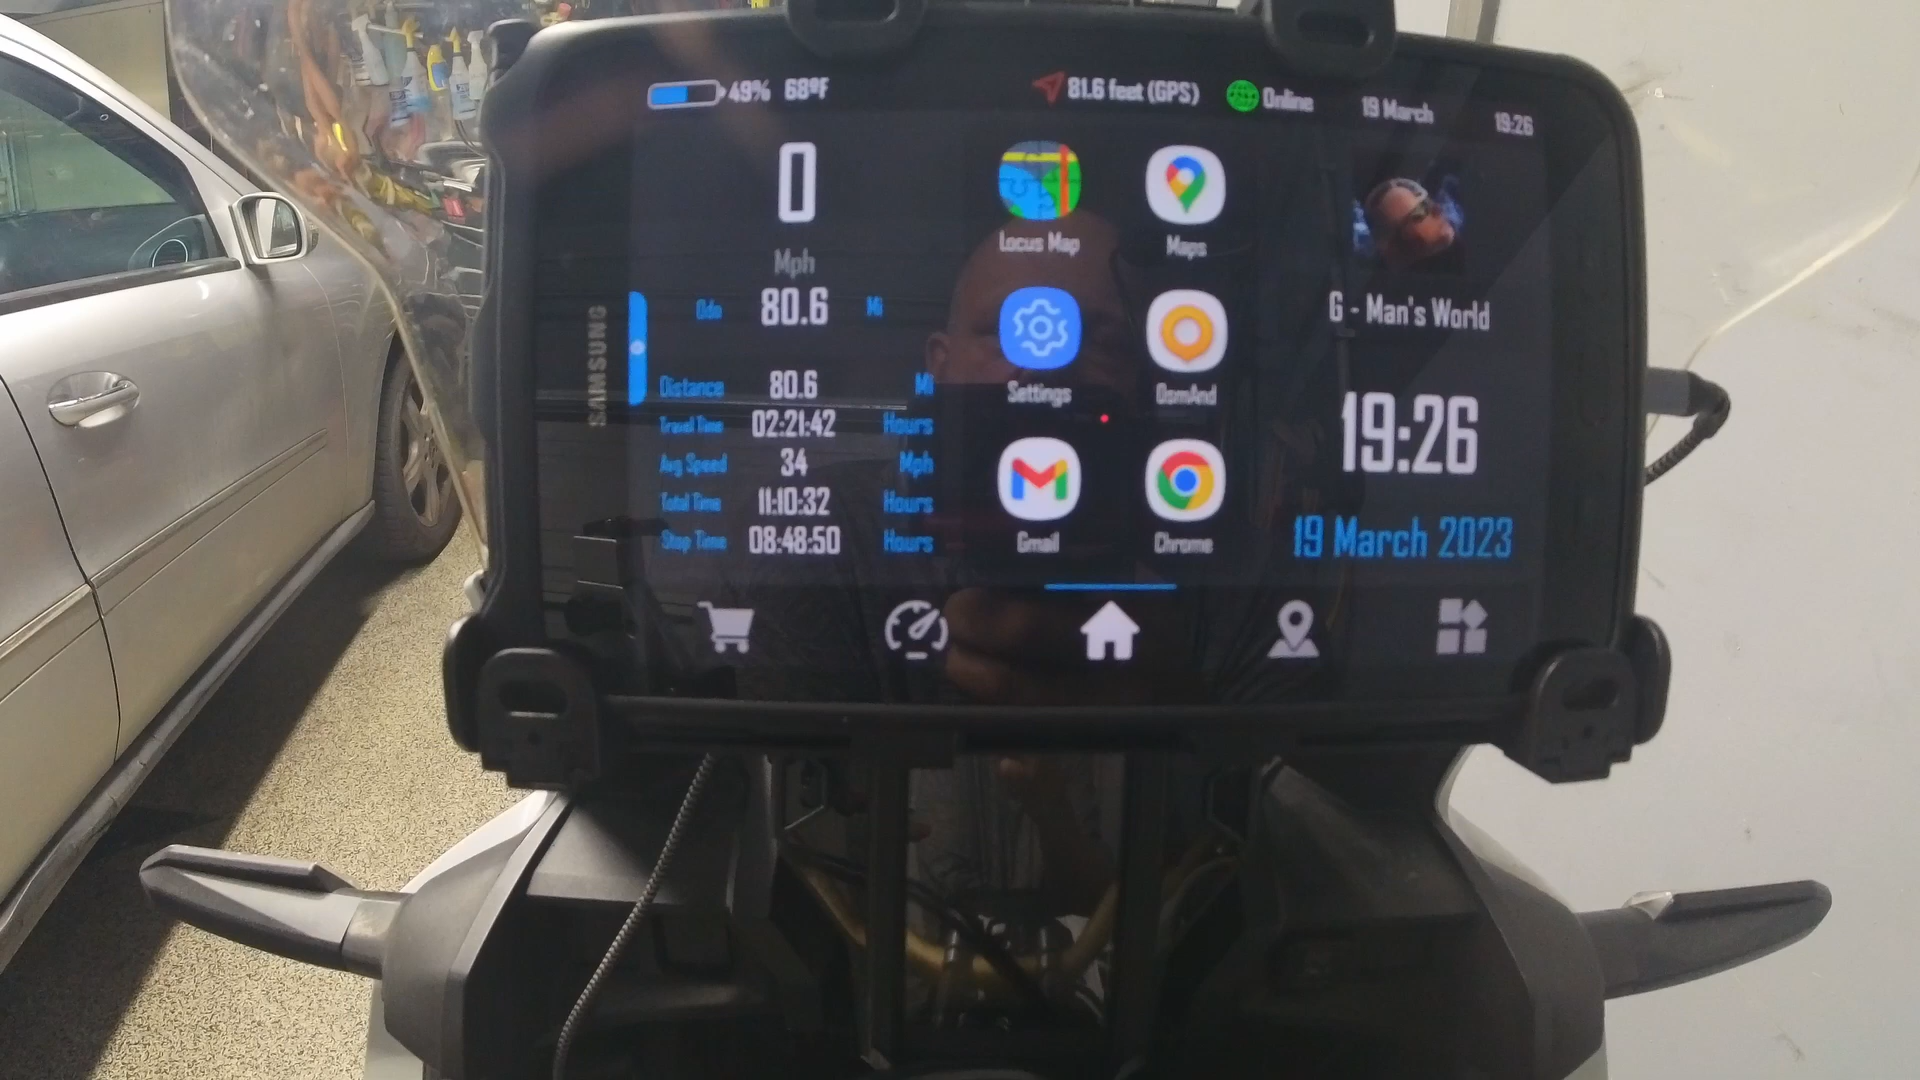 49% 68ºF 81.6 feet (GPS) Online 19 March 19:26
0
Mph
Odo 80.6 Mi
Distance 80.6 Mi
Travel Time 02:21:42 Hours
Avg Speed 34 Mph
Total Time 11:10:32 Hours
Stop Time 08:48:50 Hours
SAMSUNG
Locus Map
Maps
Settings
OsmAnd
Gmail
Chrome
G - Man's World
19:26
19 March 2023